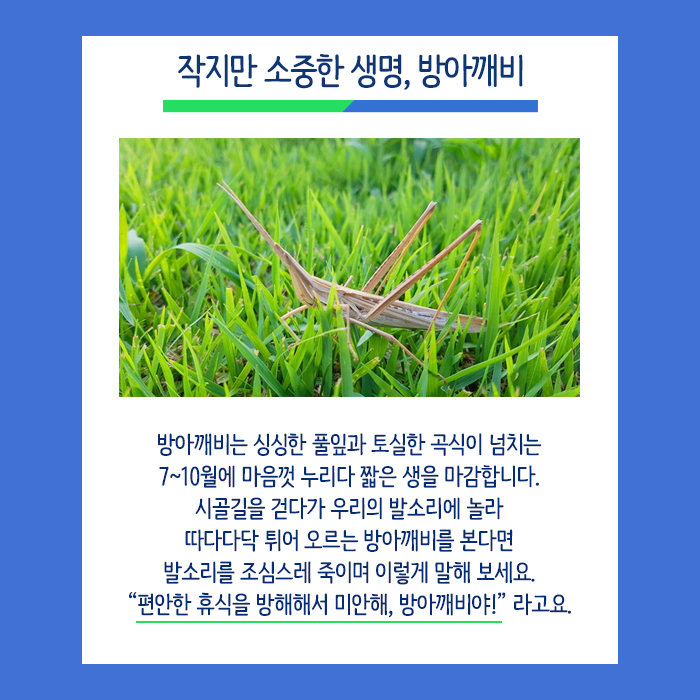 작지만 소중한 생명, 방아깨비
방아깨비는 싱싱한 풀잎과 토실한 곡식이 넘치는
7~10월에 마음껏 누리다 짧은 생을 마감합니다.
시골길을 걷다가 우리의 발소리에 놀라
따다다닥 튀어 오르는 방아깨비를 본다면
발소리를 조심스레 죽이며 이렇게 말해 보세요.
“편안한 휴식을 방해해서 미안해, 방아깨비야!” 라고요.